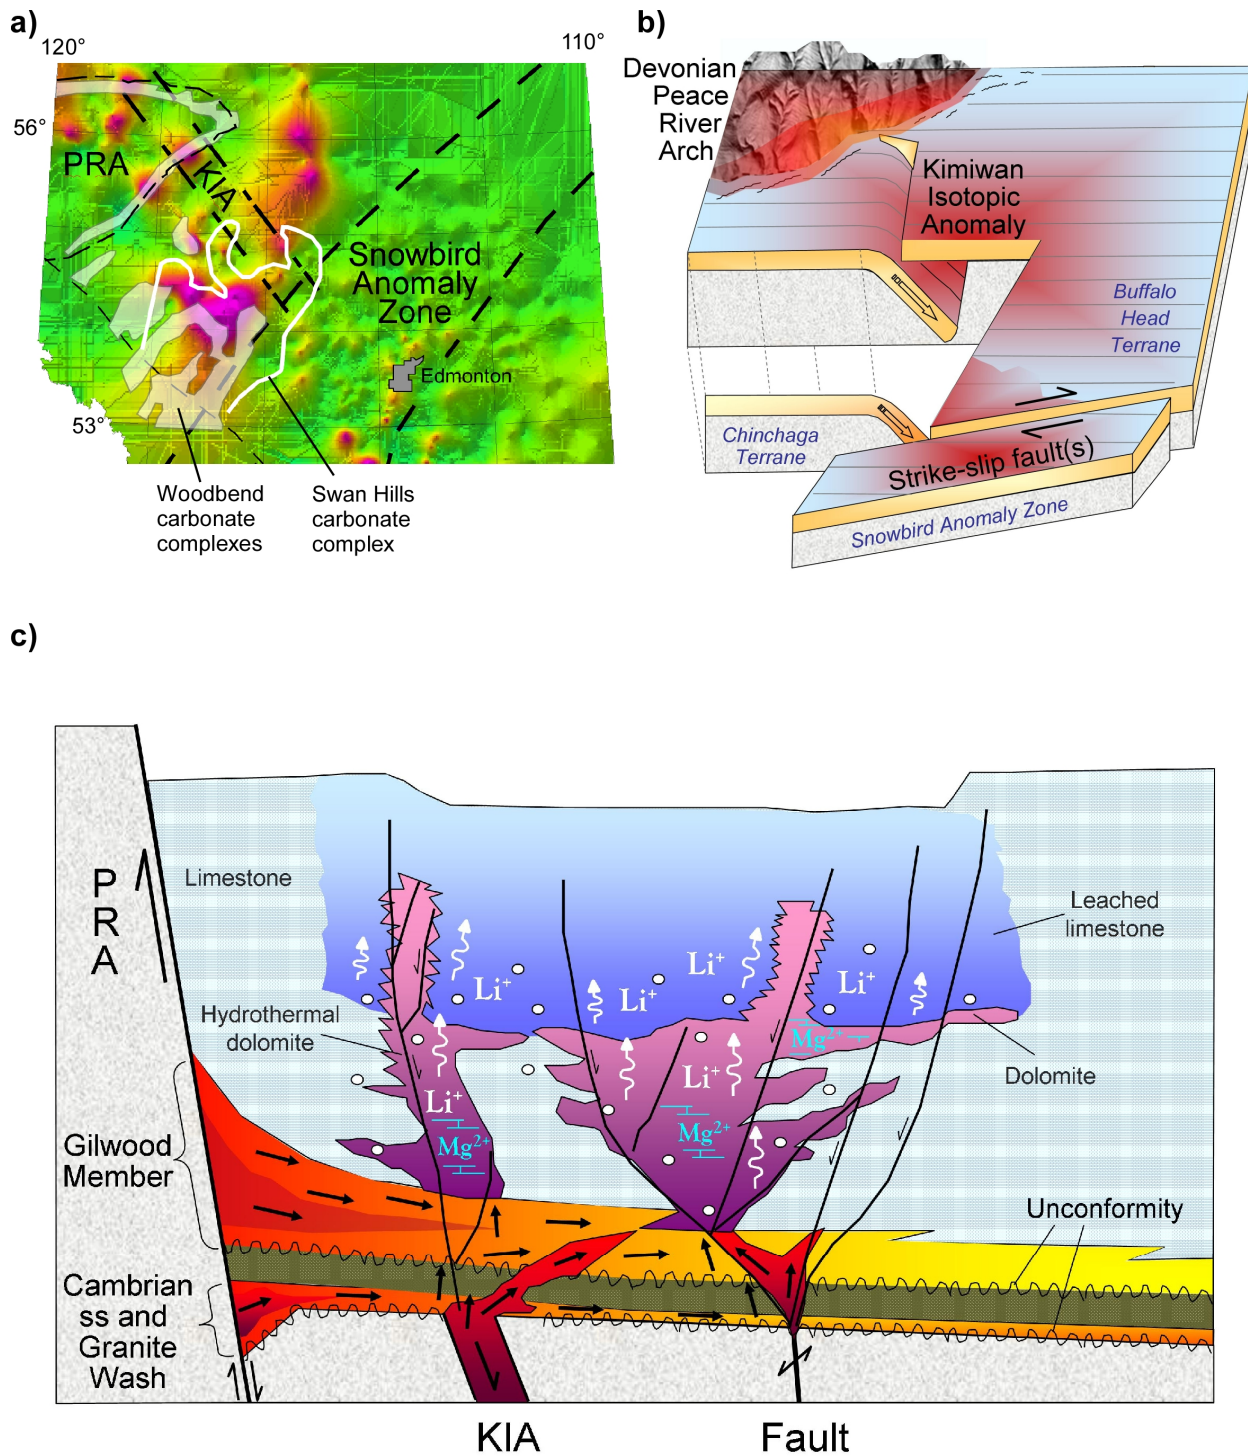 a)
120°
110°
56°
PRA
KIA
Snowbird
Anomaly
Zone
Edmonton
53°
Woodbend
carbonate
complexes
Swan Hills
carbonate
complex
b)
Devonian
Peace
River
Arch
Kimiwan
Isotopic
Anomaly
Buffalo
Head
Terrane
Chinchaga
Terrane
Strike-slip fault(s)
Snowbird Anomaly Zone
c)
P
R
A
Limestone
Leached
limestone
Li⁺
Li⁺
Li⁺
Li⁺
Hydrothermal
dolomite
Mg²⁺
Li⁺
Dolomite
Li⁺
Mg²⁺
Mg²⁺
Gilwood
Member
Unconformity
Cambrian
ss and
Granite
Wash
KIA
Fault